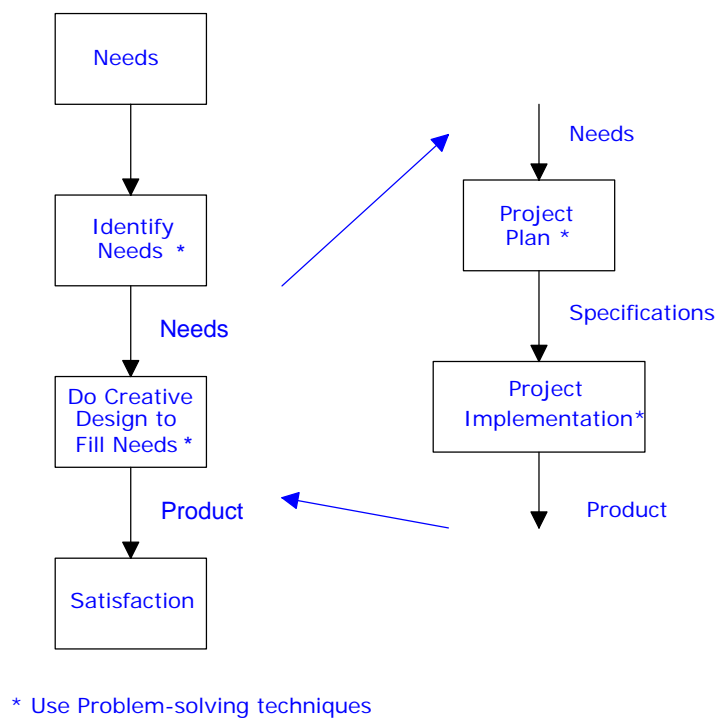 Needs
Identify
Needs *
Needs
Do Creative
Design to
Fill Needs *
Product
Satisfaction
Needs
Project
Plan *
Specifications
Project
Implementation*
Product
* Use Problem-solving techniques